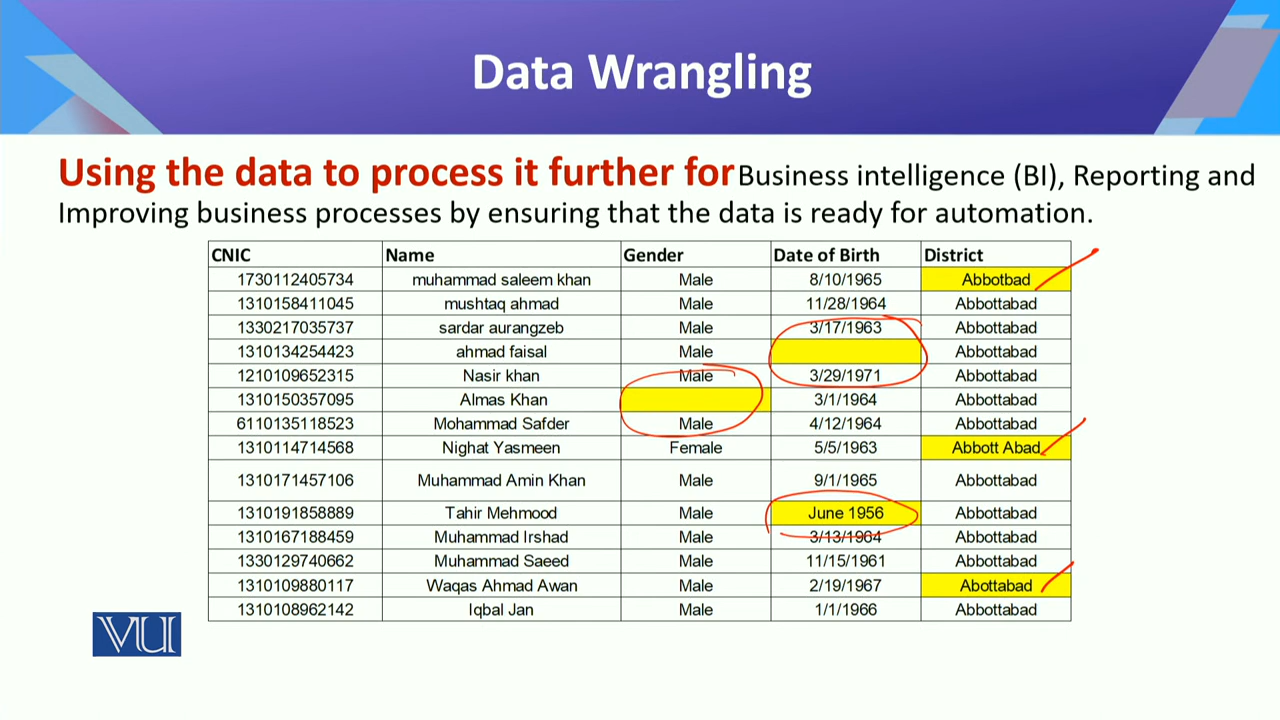 Data Wrangling
Using the data to process it further for Business intelligence (BI), Reporting and
Improving business processes by ensuring that the data is ready for automation.
CNIC Name Gender Date of Birth District
1730112405734 muhammad saleem khan Male 8/10/1965 Abbotbad
1310158411045 mushtaq ahmad Male 11/28/1964 Abbottabad
1330217035737 sardar aurangzeb Male 3/17/1963 Abbottabad
1310134254423 ahmad faisal Male Abbottabad
1210109652315 Nasir khan Male 3/29/1971 Abbottabad
1310150357095 Almas Khan 3/1/1964 Abbottabad
6110135118523 Mohammad Safder Male 4/12/1964 Abbottabad
1310114714568 Nighat Yasmeen Female 5/5/1963 Abbott Abad
1310171457106 Muhammad Amin Khan Male 9/1/1965 Abbottabad
1310191858889 Tahir Mehmood Male June 1956 Abbottabad
1310167188459 Muhammad Irshad Male 3/13/1964 Abbottabad
1330129740662 Muhammad Saeed Male 11/15/1961 Abbottabad
1310109880117 Waqas Ahmad Awan Male 2/19/1967 Abottabad
1310108962142 Iqbal Jan Male 1/1/1966 Abbottabad
VU